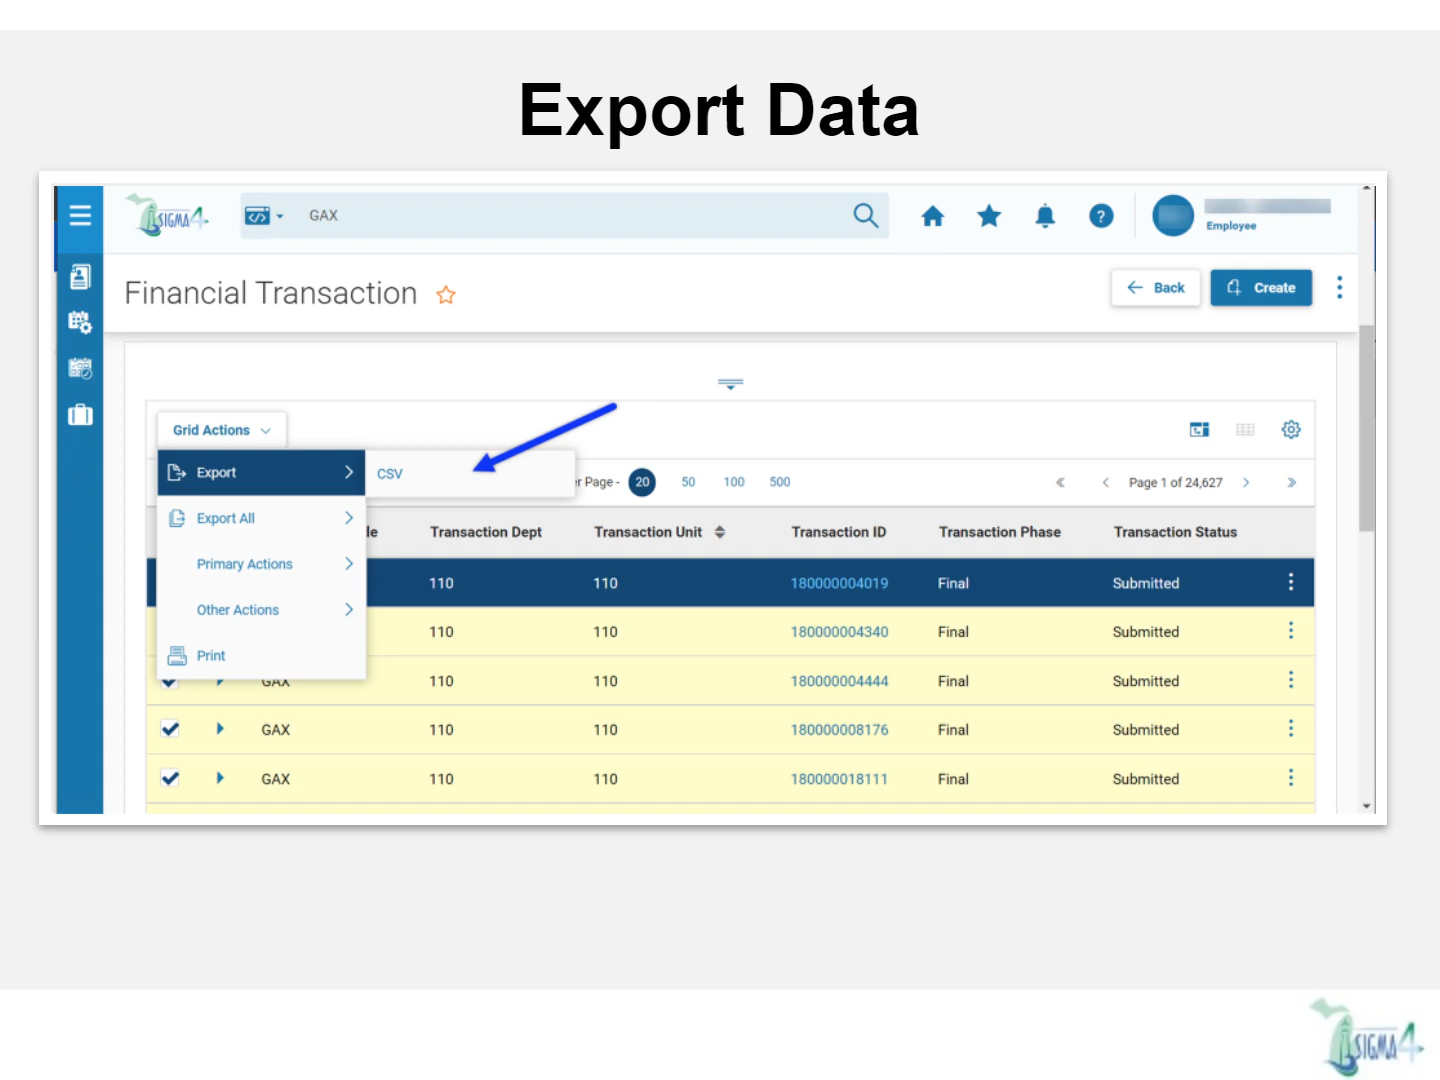 Export Data
SIGMA4
GAX
?
Employee
Financial Transaction
Back
Create
Grid Actions
Export
CSV
r Page - 20 50 100 500
Page 1 of 24,627
Export All
Primary Actions
Other Actions
Print
le Transaction Dept Transaction Unit Transaction ID Transaction Phase Transaction Status
110 110 180000004019 Final Submitted
110 110 180000004340 Final Submitted
GAX 110 110 180000004444 Final Submitted
GAX 110 110 180000008176 Final Submitted
GAX 110 110 180000018111 Final Submitted
SIGMA4